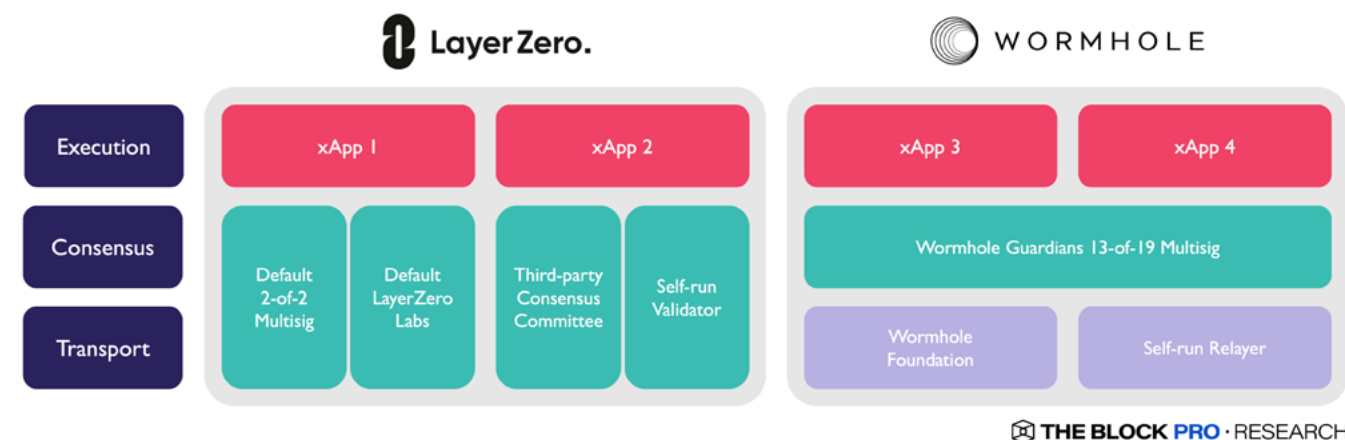 LayerZero.
WORMHOLE
Execution
xApp 1
xApp 2
xApp 3
xApp 4
Consensus
Transport
Default
2-of-2
Multisig
Default
LayerZero
Labs
Third-party
Consensus
Committee
Self-run
Validator
Wormhole Guardians 13-of-19 Multisig
Wormhole
Foundation
Self-run Relayer
THE BLOCK PRO · RESEARCH